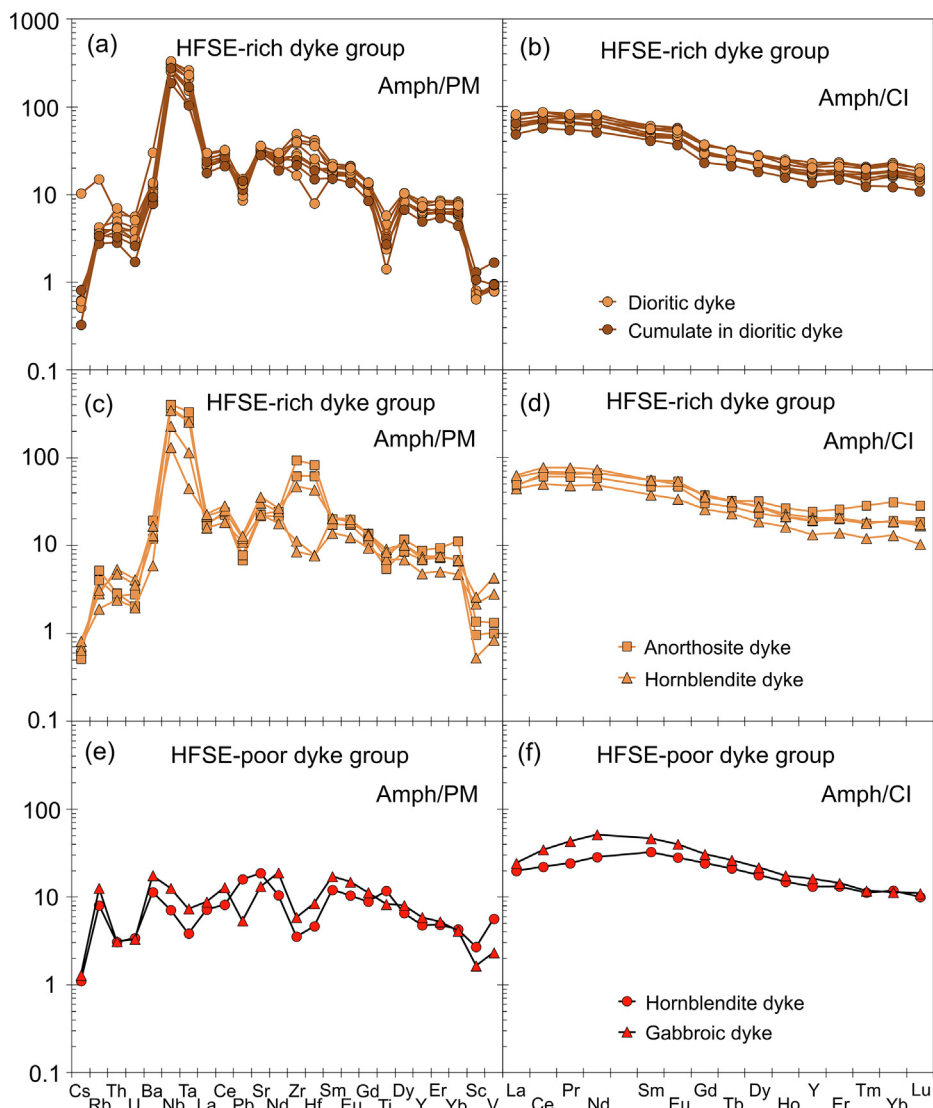 1000
100
10
1
0.1
(a)
HFSE-rich dyke group
Amph/PM
(b)
HFSE-rich dyke group
Amph/CI
Dioritic dyke
Cumulate in dioritic dyke
100
10
1
0.1
(c)
HFSE-rich dyke group
Amph/PM
(d)
HFSE-rich dyke group
Amph/CI
Anorthosite dyke
Hornblendite dyke
100
10
1
0.1
(e)
HFSE-poor dyke group
Amph/PM
(f)
HFSE-poor dyke group
Amph/CI
Hornblendite dyke
Gabbroic dyke
Cs Th Ba Ta Ce Sr Zr Sm Gd Dy Er Sc
Rb U Nb La Pb Nd Hf Eu Ti Y Yb V
La Pr Sm Gd Dy Y Tm Lu
Ce Nd Eu Tb Ho Er Yb